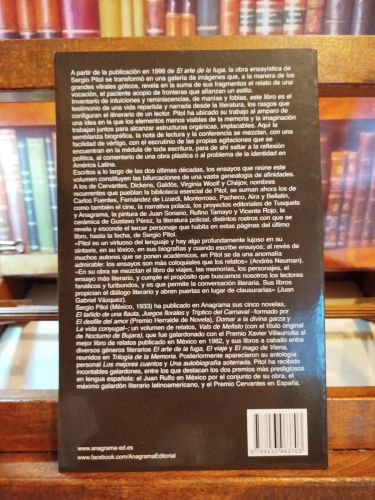 A partir de la publicación en 1996 de El arte de la fuga, la obra ensayística de
Sergio Pitol se transformó en una galería de imágenes que, a la manera de los
grandes vitrales góticos, revela en la suma de sus fragmentos el relato de una
vocación, el paciente acopio de fronteras que afianzan un estilo.
Inventario de intuiciones y reminiscencias, de manías y fobias, este libro es el
testimonio de una vida repartida y narrada desde la literatura, los rasgos que
configuran el itinerario de un lector. Pitol ha cubierto su trabajo al amparo de
una idea en la que los elementos menos visibles de la memoria y la imaginación
trabajan juntos para alcanzar estructuras orgánicas, implacables. Aquí la
semblanza biográfica, la nota de lectura y la conferencia se mezclan, con una
facilidad de vértigo, con el escrutinio de las propias agitaciones que se
encuentran en la médula de toda escritura, para de ahí saltar a la reflexión
política, al comentario de una obra plástica o al problema de la identidad en
América Latina.
Escritos a lo largo de las dos últimas décadas, los ensayos que reúne este
volumen constituyen las bifurcaciones de una vasta genealogía de afinidades.
A los de Cervantes, Dickens, Galdós, Virginia Woolf y Chéjov, nombres
recurrentes que pueblan la biblioteca esencial de Pitol, se suman ahora los de
Carlos Fuentes, Fernández de Lizardi, Monterroso, Pacheco, Aira y Bellatin,
como también el cine, la narrativa polaca, los proyectos editoriales de Tusquets
y Anagrama, la pintura de Juan Soriano, Rufino Tamayo y Vicente Rojo, la
cerámica de Gustavo Pérez, la literatura policial, distintos rostros con que se
revela y esconde el tercer personaje que habita en estas páginas del último
libro, hasta la fecha, de Sergio Pitol.
«Pitol es un virtuoso del lenguaje y hay algo profundamente lujoso en su
sintaxis, en su léxico, en sus biografías y cuando escribe ensayos; al revés de
muchos autores que se ponen académicos, en Pitol se da una anomalía
admirable: los ensayos son más coloquiales que los relatos» (Andrés Neuman).
«En su obra se mezclan el libro de viajes, las memorias, los personajes, el
ensayo más literario, y cumple el propósito que buscamos nosotros los lectores
fanáticos y furibundos, y es que permite la conversación literaria. Sus libros
propician el diálogo literario y abren puertas en lugar de clausurarlas» (Juan
Gabriel Vázquez).
Sergio Pitol (México, 1933) ha publicado en Anagrama sus cinco novelas,
El tañido de una flauta, Juegos florales y Tríptico del Carnaval –formado por
El desfile del amor (Premio Herralde de Novela), Domar a la divina garza y
La vida conyugal–; un volumen de relatos, Vals de Mefisto (con el título original
de Nocturno de Bujara), que fue galardonado con el Premio Xavier Villaurrutia al
mejor libro de relatos publicado en México en 1982, y sus libros a caballo entre
diversos géneros literarios El arte de la fuga, El viaje y El mago de Viena,
reunidos en Trilogía de la Memoria. Posteriormente aparecieron su antología
personal Los mejores cuentos y Una autobiografía soterrada. Pitol ha recibido
incontables galardones, entre los que destacan los dos premios más prestigiosos
en lengua española: el Juan Rulfo en México por el conjunto de su obra, el
máximo galardón literario latinoamericano, y el Premio Cervantes en España.
www.anagrama-ed.es
www.facebook.com/AnagramaEditorial